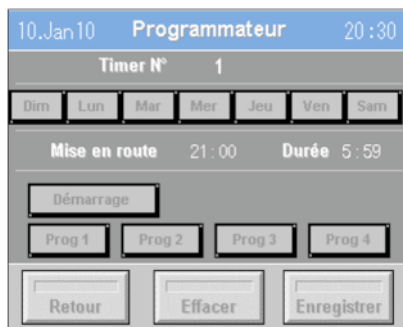 10.Jan10 Programmateur 20:30
Timer N° 1
Dim Lun Mar Mer Jeu Ven Sam
Mise en route 21:00 Durée 5:59
Démarrage
Prog 1 Prog 2 Prog 3 Prog 4
Retour Effacer Enregistrer